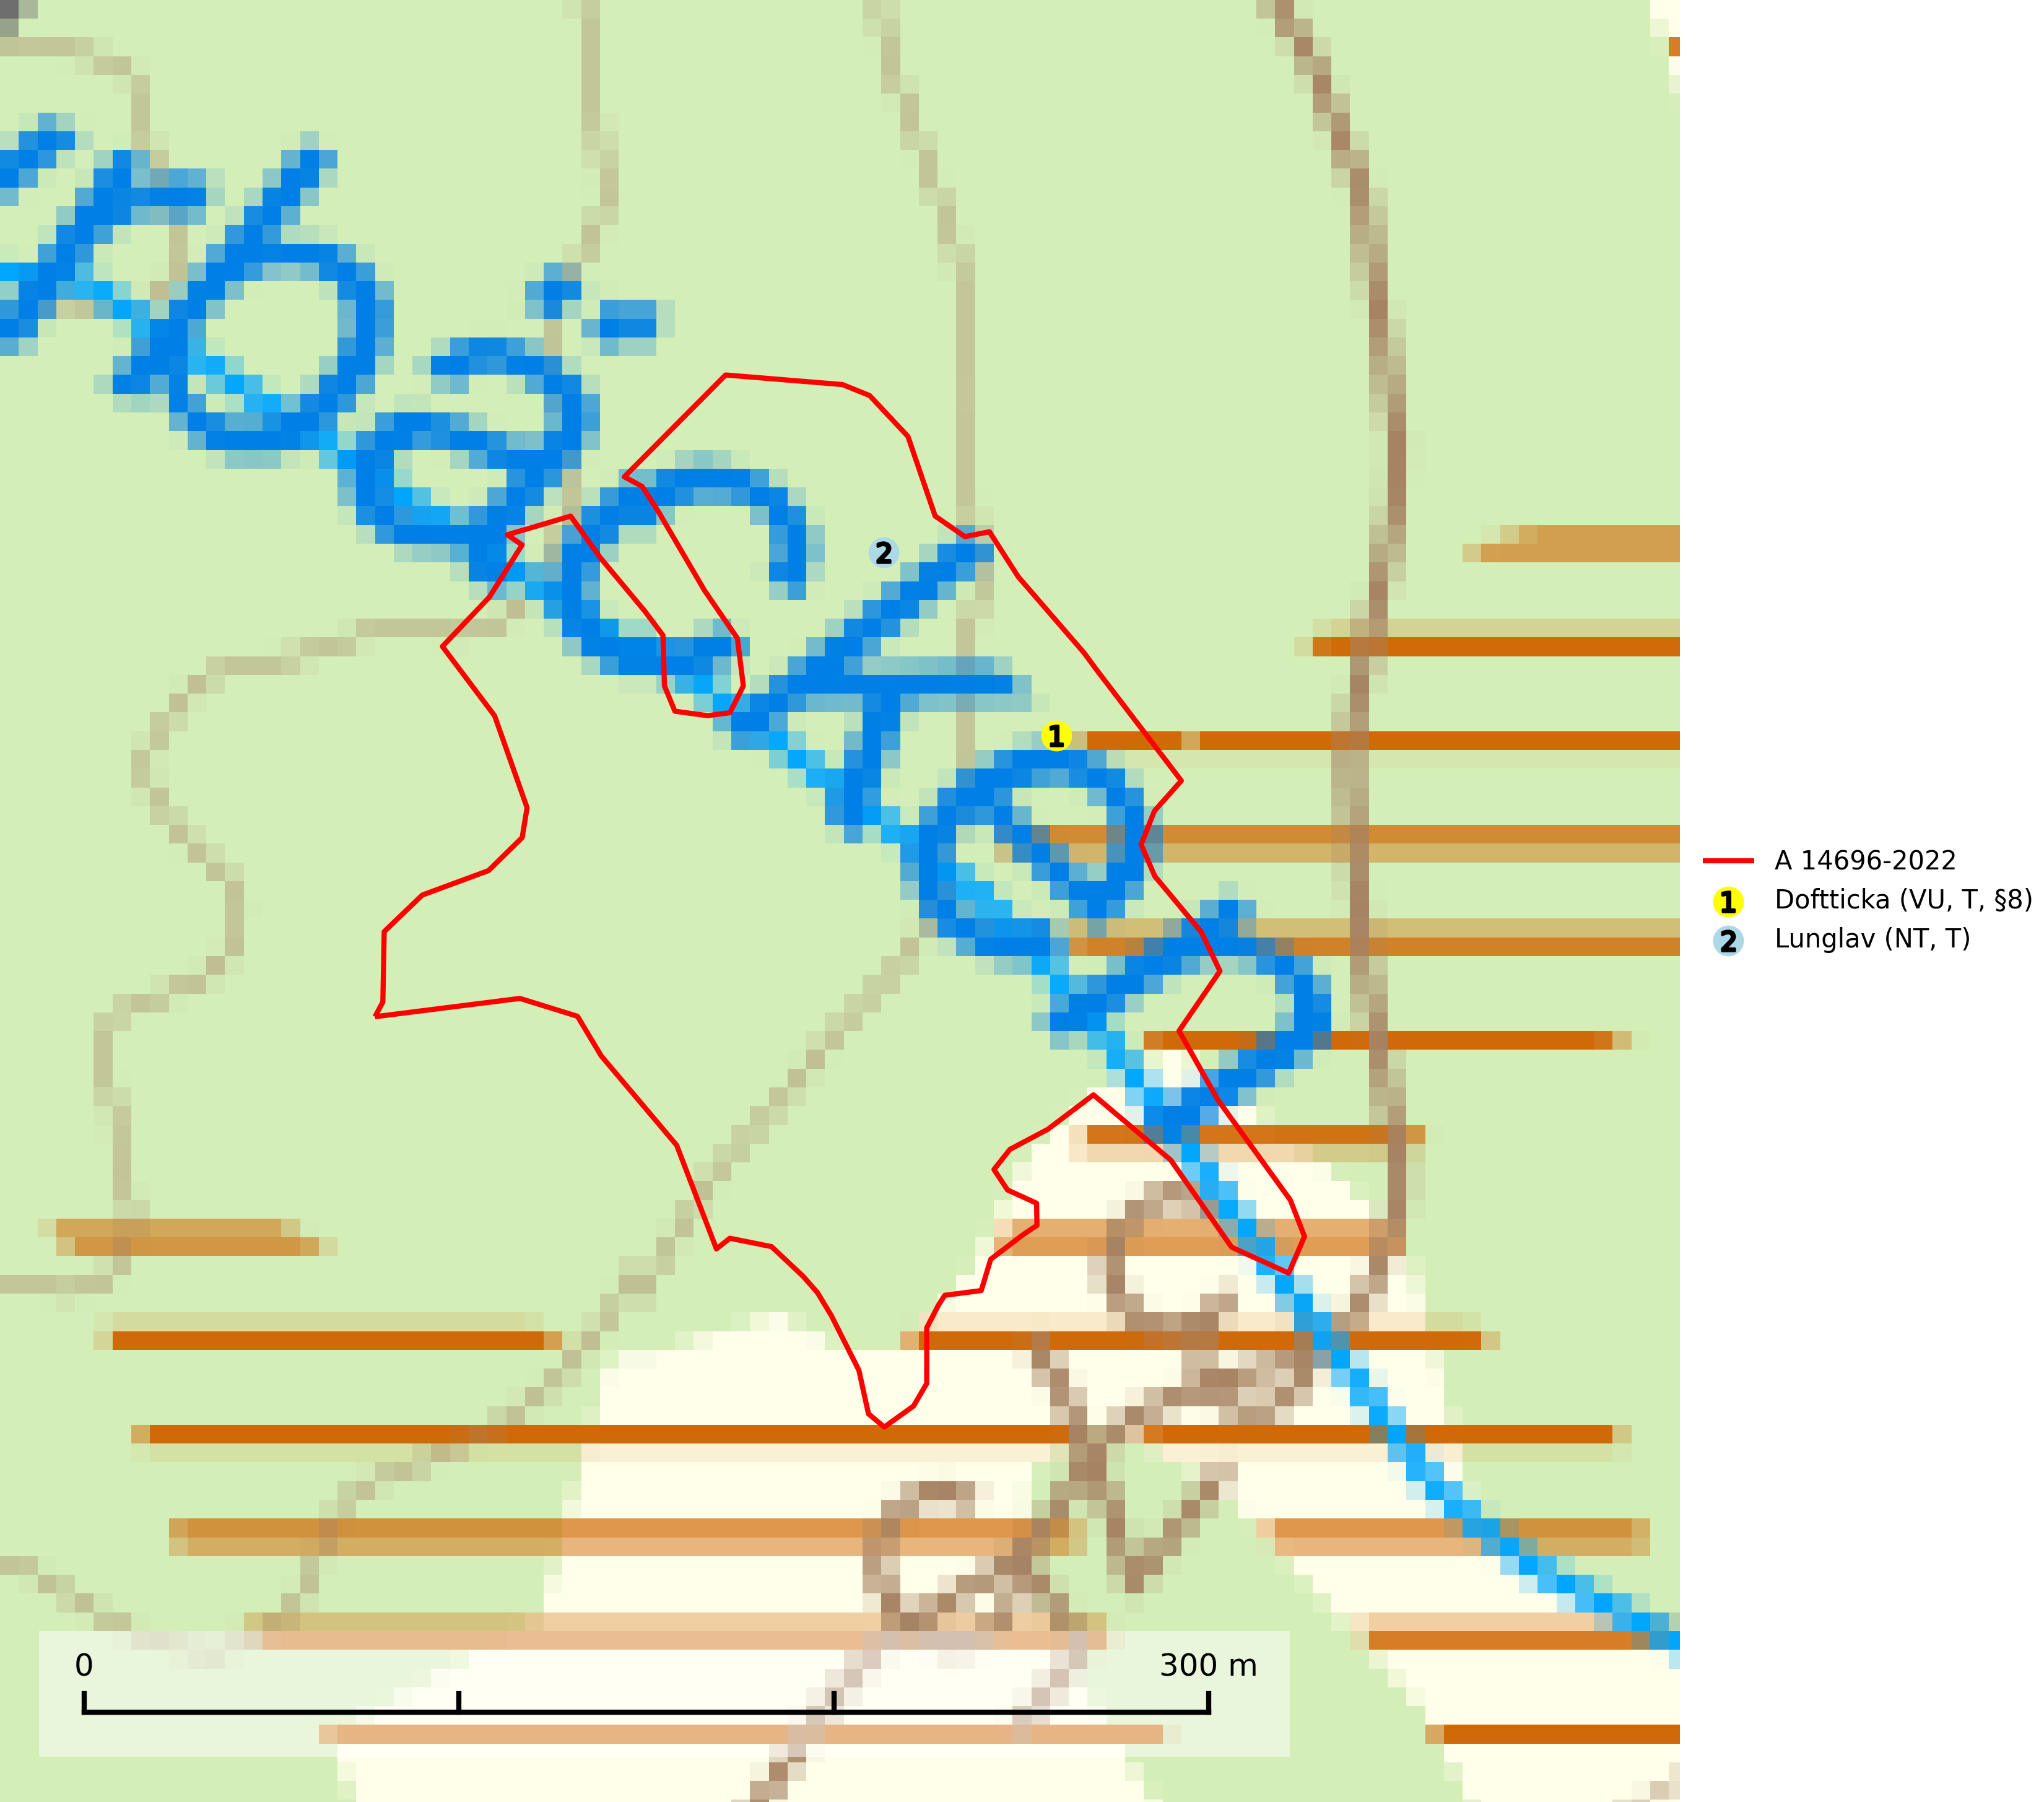 2
1
A 14696-2022
1 Doftticka (VU, T, §8)
2 Lunglav (NT, T)
0 300 m